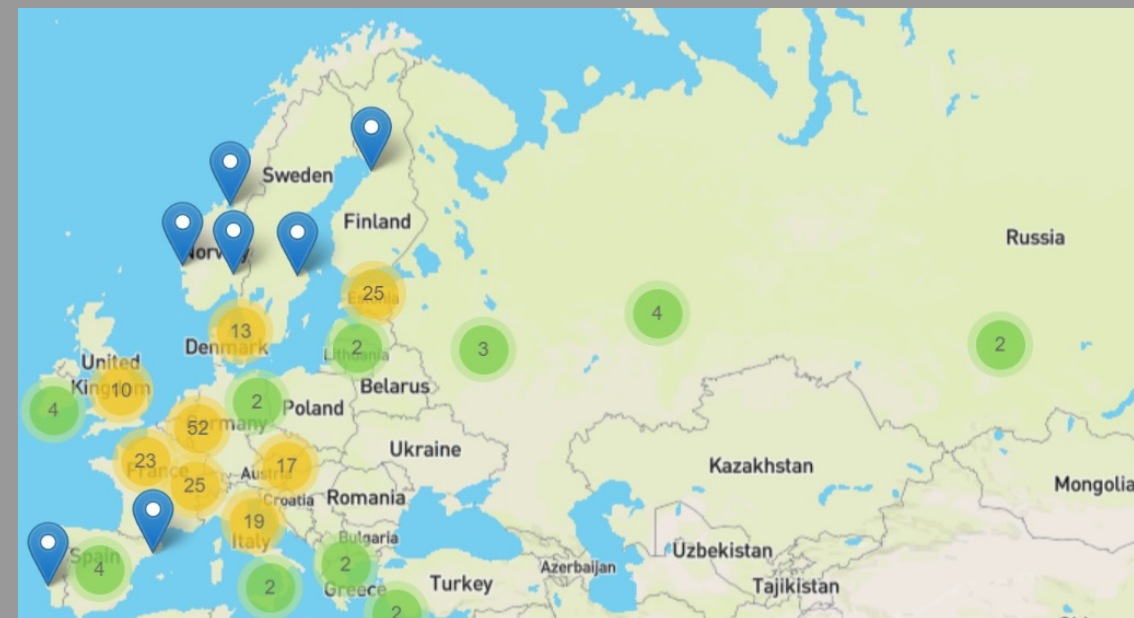 Sweden
Finland
Norway
Russia
25
Estonia
4
13
Denmark
2
Lithuania
3
2
United
Kingdom
10
Belarus
4
2
Poland
52
Germany
Ukraine
23
France
17
Austria
Kazakhstan
25
Croatia
Romania
Mongolia
19
Italy
Bulgaria
Uzbekistan
Spain
4
2
Greece
Azerbaijan
Turkey
Tajikistan
2
2